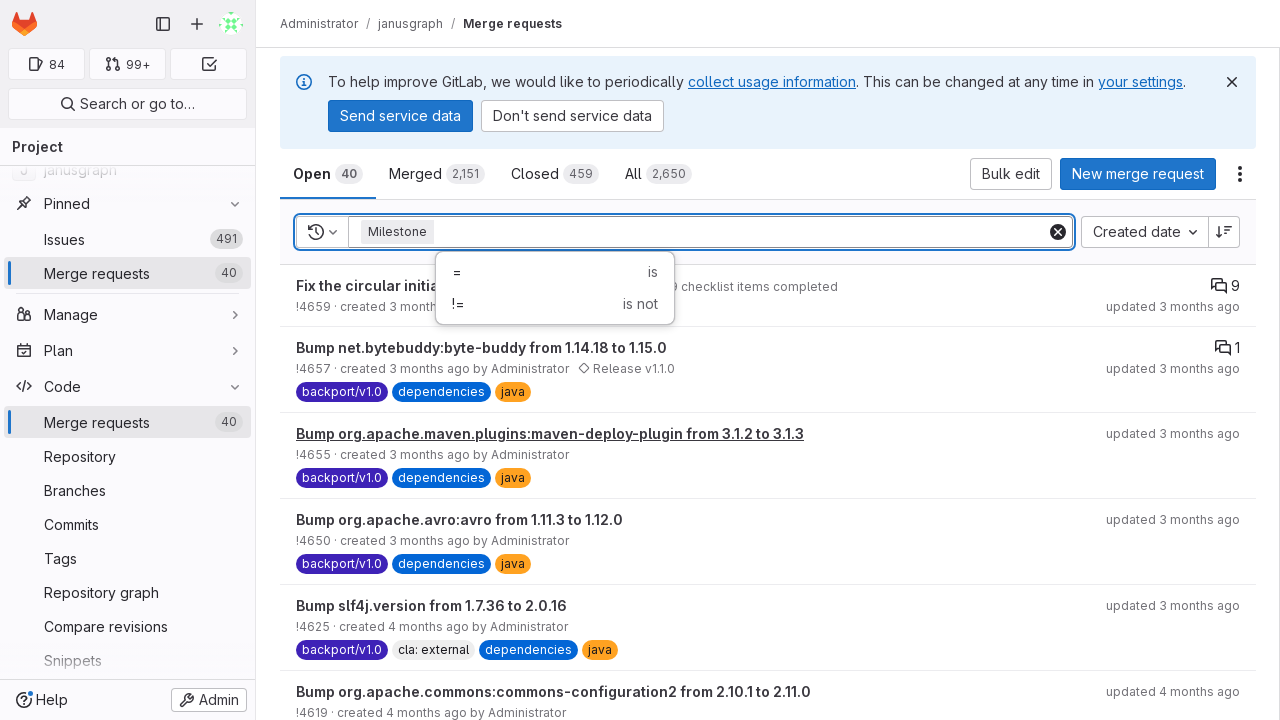 Administrator / janusgraph / Merge requests
84
99+
Search or go to…
Project
janusgraph
Pinned
Issues 491
Merge requests 40
Manage
Plan
Code
Merge requests 40
Repository
Branches
Commits
Tags
Repository graph
Compare revisions
Snippets
Help
Admin
To help improve GitLab, we would like to periodically collect usage information. This can be changed at any time in your settings.
Send service data
Don't send service data
Open 40
Merged 2,151
Closed 459
All 2,650
Bulk edit
New merge request
Milestone
Created date
= is
!= is not
Fix the circular initia
9 checklist items completed
9
!4659 · created 3 month
updated 3 months ago
Bump net.bytebuddy:byte-buddy from 1.14.18 to 1.15.0
1
!4657 · created 3 months ago by Administrator Release v1.1.0
updated 3 months ago
backport/v1.0 dependencies java
Bump org.apache.maven.plugins:maven-deploy-plugin from 3.1.2 to 3.1.3
updated 3 months ago
!4655 · created 3 months ago by Administrator
backport/v1.0 dependencies java
Bump org.apache.avro:avro from 1.11.3 to 1.12.0
updated 3 months ago
!4650 · created 3 months ago by Administrator
backport/v1.0 dependencies java
Bump slf4j.version from 1.7.36 to 2.0.16
updated 3 months ago
!4625 · created 4 months ago by Administrator
backport/v1.0 cla: external dependencies java
Bump org.apache.commons:commons-configuration2 from 2.10.1 to 2.11.0
updated 4 months ago
!4619 · created 4 months ago by Administrator